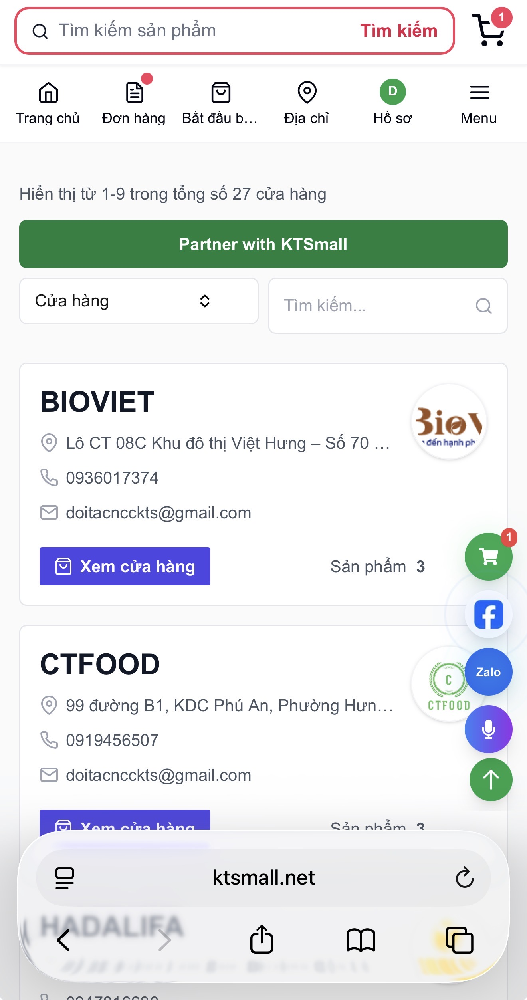 Tìm kiếm sản phẩm
Tìm kiếm
1
Trang chủ
Đơn hàng
Bắt đầu b...
Địa chỉ
D
Hồ sơ
Menu
Hiển thị từ 1-9 trong tổng số 27 cửa hàng
Partner with KTSmall
Cửa hàng
Tìm kiếm...
BIOVIET
BioV
đến hạnh ph
Lô CT 08C Khu đô thị Việt Hưng – Số 70 ...
0936017374
doitacncckts@gmail.com
Xem cửa hàng
Sản phẩm 3
1
CTFOOD
C
CTFOOD
Zalo
99 đường B1, KDC Phú An, Phường Hưn...
0919456507
doitacncckts@gmail.com
Xem cửa hàng
Sản phẩm 3
ktsmall.net
HADALIFA